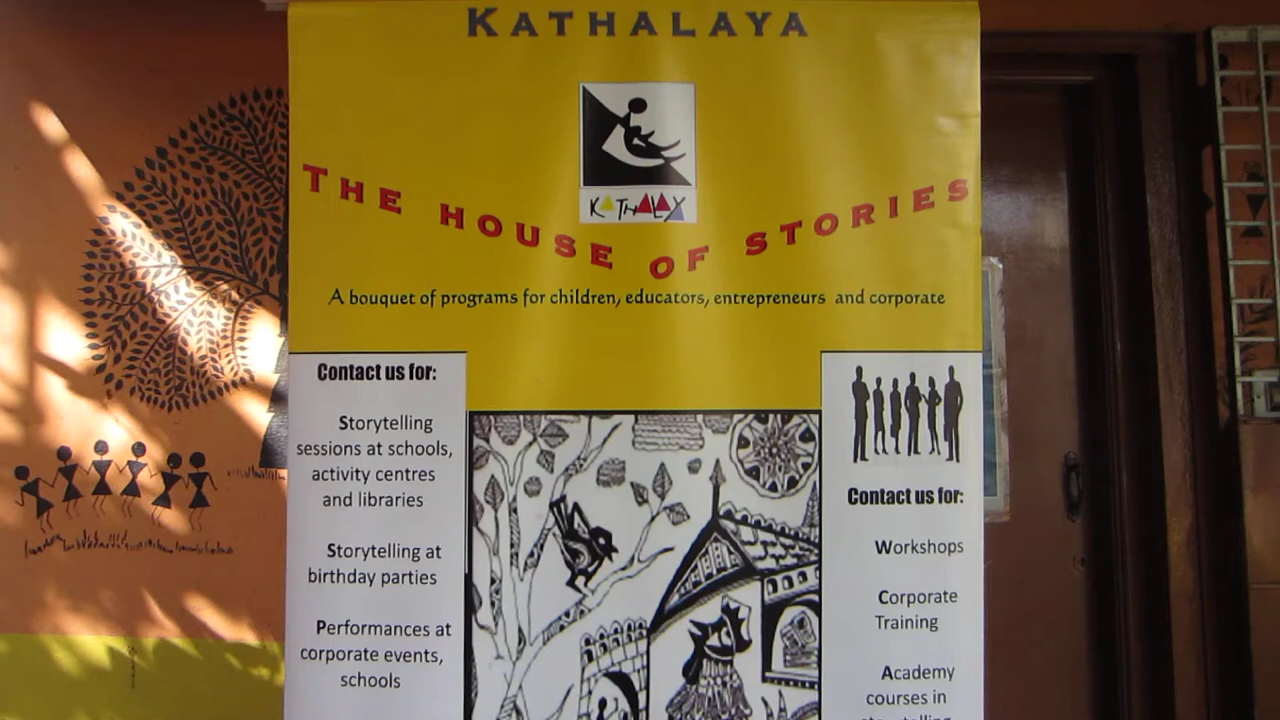 KATHALAYA
KATHALAY
THE HOUSE OF STORIES
A bouquet of programs for children, educators, entrepreneurs and corporate
Contact us for:
Storytelling
sessions at schools,
activity centres
and libraries
Storytelling at
birthday parties
Performances at
corporate events,
schools
Contact us for:
Workshops
Corporate
Training
Academy
courses in
storytelling